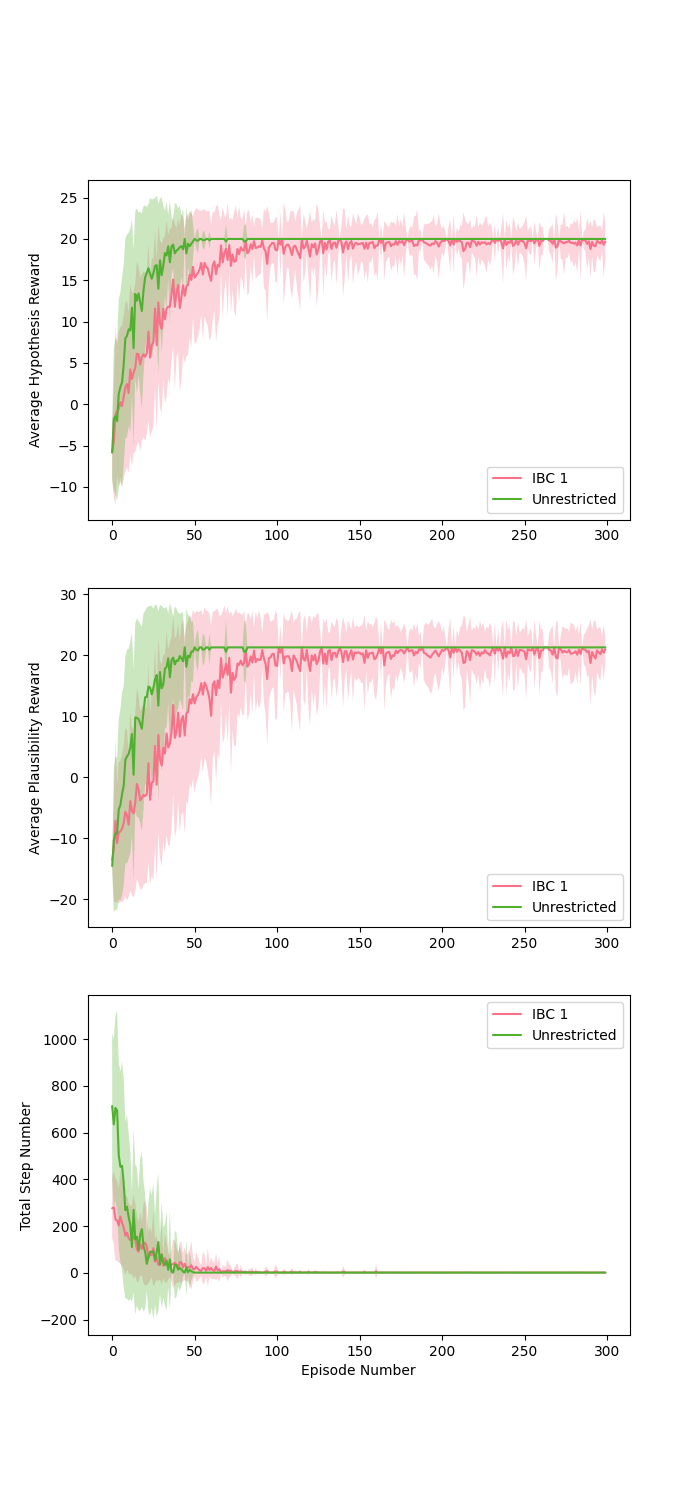 25
20
15
10
5
0
−5
−10
Average Hypothesis Reward
IBC 1
Unrestricted
0 50 100 150 200 250 300
30
20
10
0
−10
−20
Average Plausibility Reward
IBC 1
Unrestricted
0 50 100 150 200 250 300
1000
800
600
400
200
0
−200
Total Step Number
IBC 1
Unrestricted
0 50 100 150 200 250 300
Episode Number